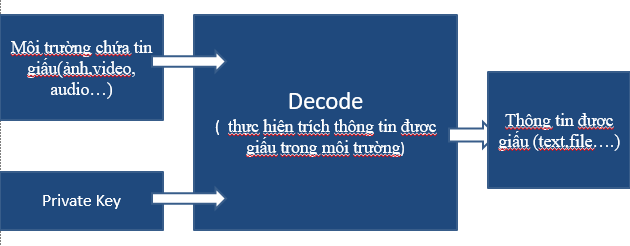 Môi trường chứa tin
giấu(ảnh,video,
audio…)
Private Key
Decode
( thực hiện trích thông tin được
giấu trong môi trường)
Thông tin được
giấu (text,file….)